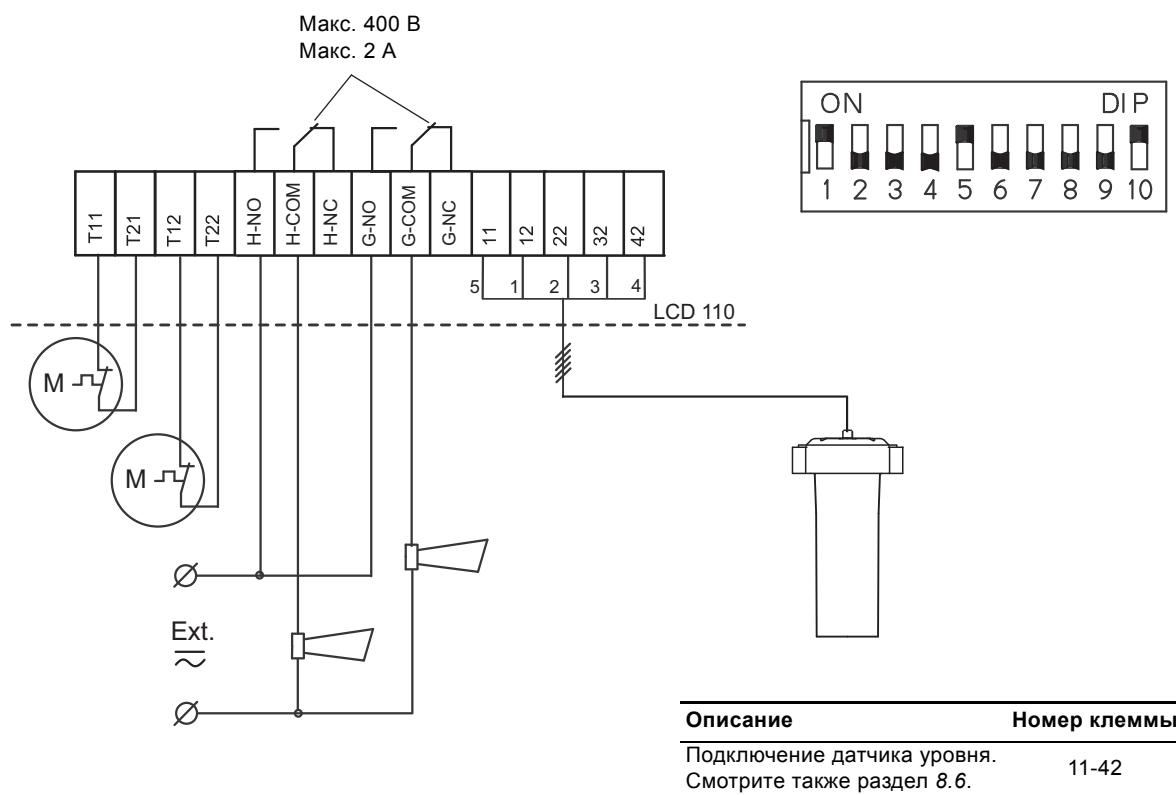 Макс. 400 В
Макс. 2 А
ON DIP
1 2 3 4 5 6 7 8 9 10
T11 T21 T12 T22 H-NO H-COM H-NC G-NO G-COM G-NC 11 12 22 32 42
5 1 2 3 4
LCD 110
M
M
Ext.
Описание Номер клеммы
Подключение датчика уровня.
Смотрите также раздел 8.6.
11-42